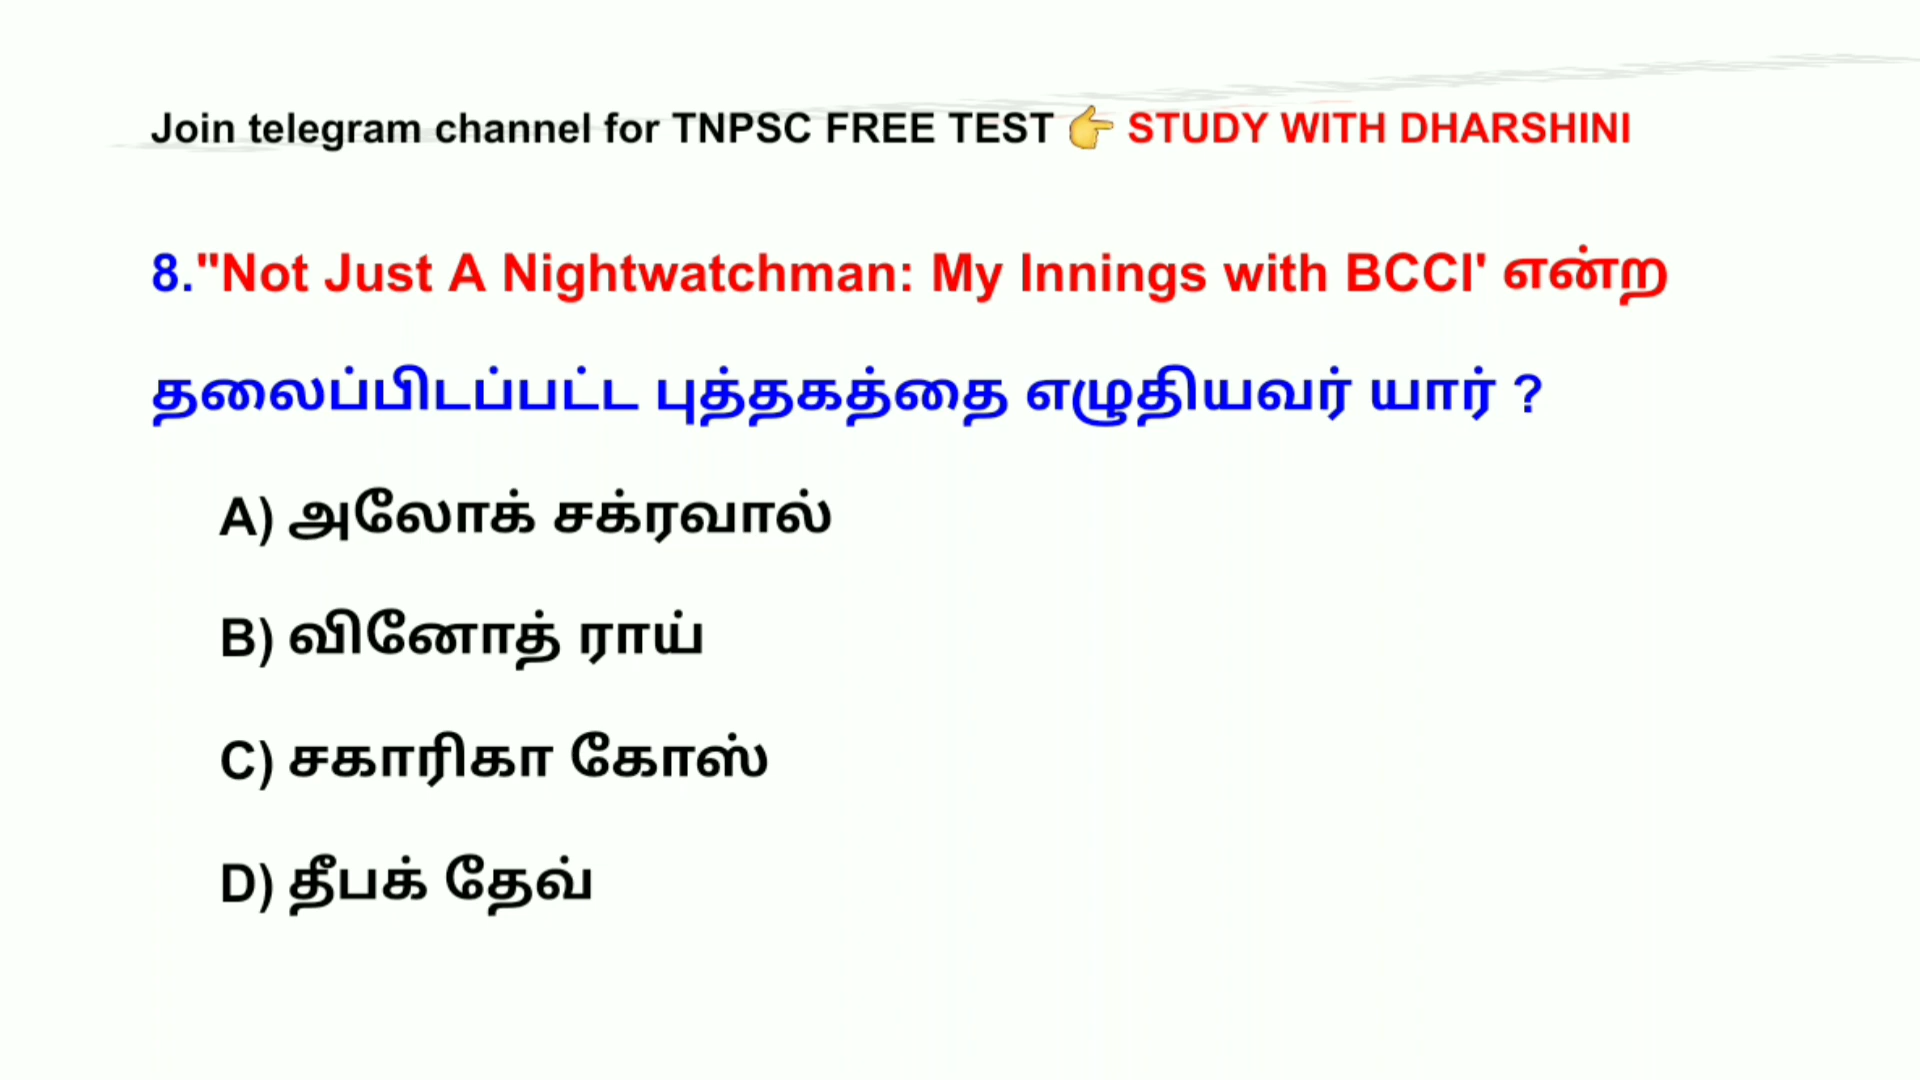 Join telegram channel for TNPSC FREE TEST 👉 STUDY WITH DHARSHINI
8."Not Just A Nightwatchman: My Innings with BCCI' என்ற
தலைப்பிடப்பட்ட புத்தகத்தை எழுதியவர் யார் ?
A) அலோக் சக்ரவால்
B) வினோத் ராய்
C) சகாரிகா கோஸ்
D) தீபக் தேவ்